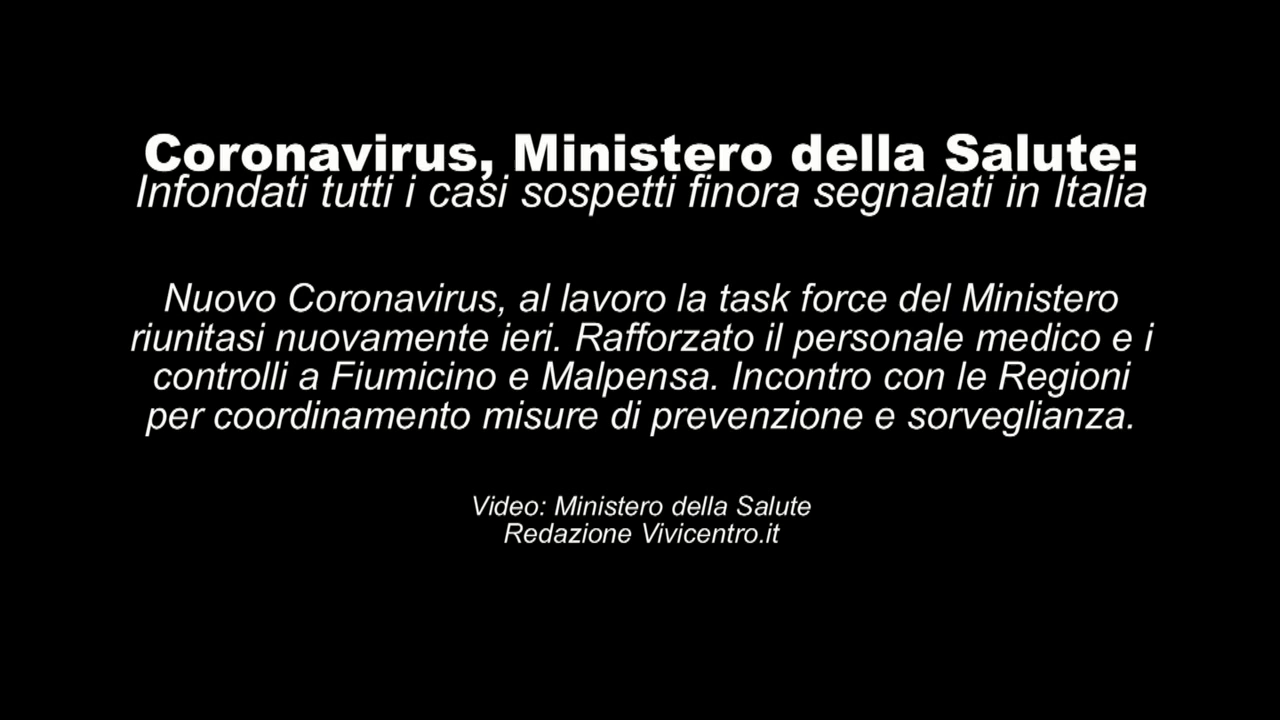 Coronavirus, Ministero della Salute:
Infondati tutti i casi sospetti finora segnalati in Italia
Nuovo Coronavirus, al lavoro la task force del Ministero
riunitasi nuovamente ieri. Rafforzato il personale medico e i
controlli a Fiumicino e Malpensa. Incontro con le Regioni
per coordinamento misure di prevenzione e sorveglianza.
Video: Ministero della Salute
Redazione Vivicentro.it